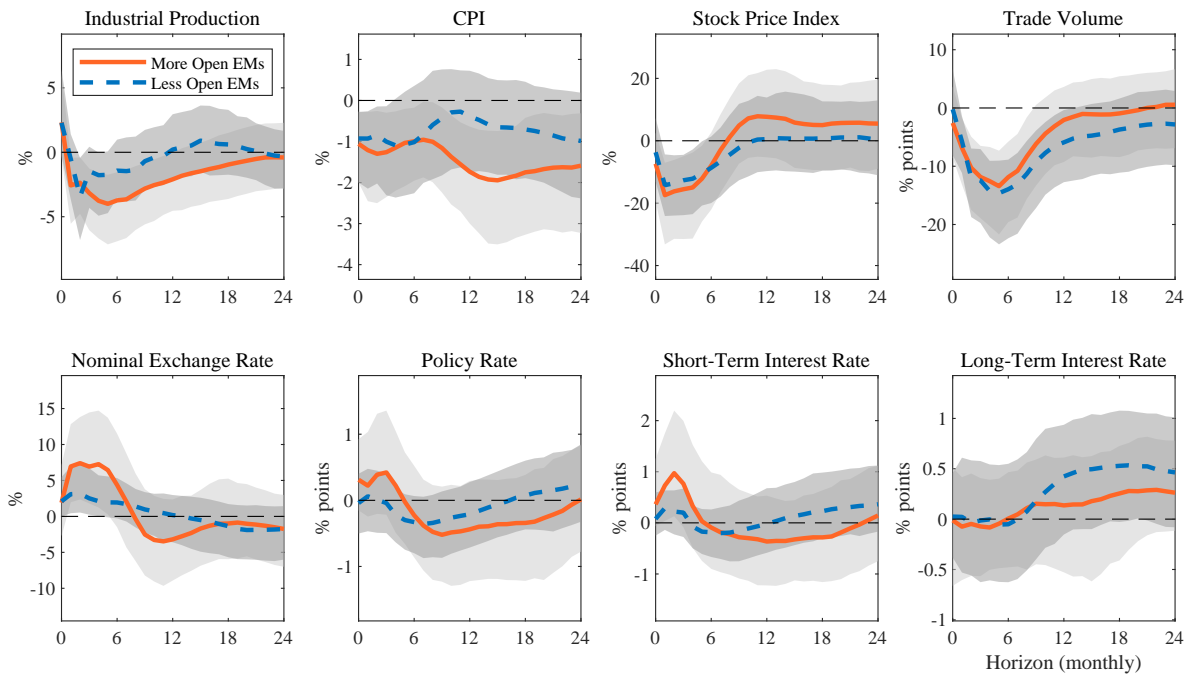 Industrial Production
5
0
-5
%
0 6 12 18 24
More Open EMs
Less Open EMs
CPI
1
0
-1
-2
-3
-4
%
0 6 12 18 24
Stock Price Index
20
0
-20
-40
%
0 6 12 18 24
Trade Volume
10
0
-10
-20
% points
0 6 12 18 24
Nominal Exchange Rate
15
10
5
0
-5
-10
%
0 6 12 18 24
Policy Rate
1
0
-1
% points
0 6 12 18 24
Short-Term Interest Rate
2
1
0
-1
% points
0 6 12 18 24
Long-Term Interest Rate
1
0.5
0
-0.5
-1
% points
0 6 12 18 24
Horizon (monthly)